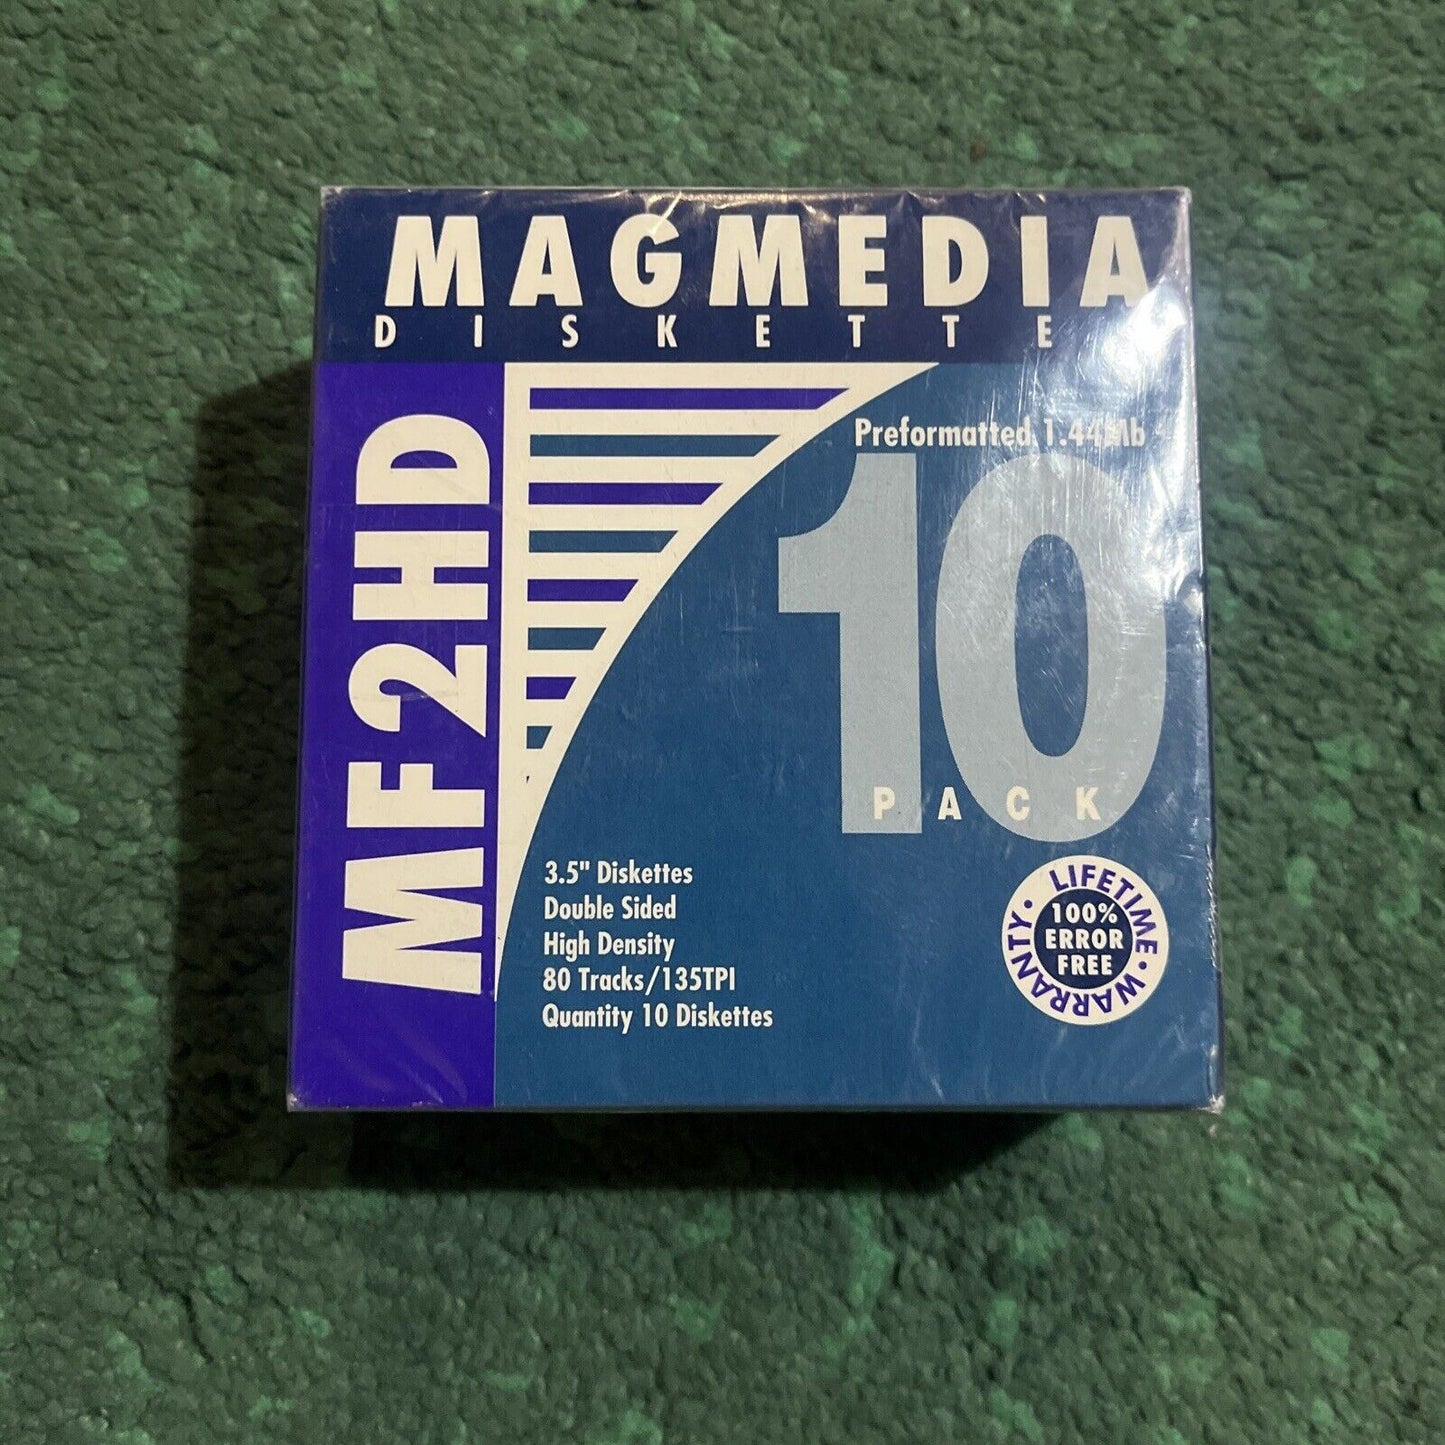 MAGMEDIA
DISKETTE
MF2HD
Preformatted 1.44Mb
10
PACK
3.5" Diskettes
Double Sided
High Density
80 Tracks/135TPI
Quantity 10 Diskettes
LIFETIME • WARRANTY •
100%
ERROR
FREE